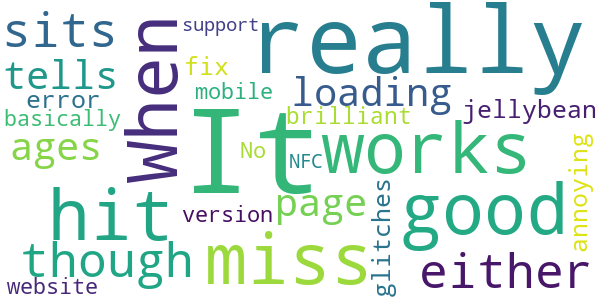 support
sits
When
really
tells
fix
loading
error
mobile
jellybean
basically
It
brilliant
works
ages
No
NFC
annoying
hit
page
good
glitches
version
though
miss
either
website